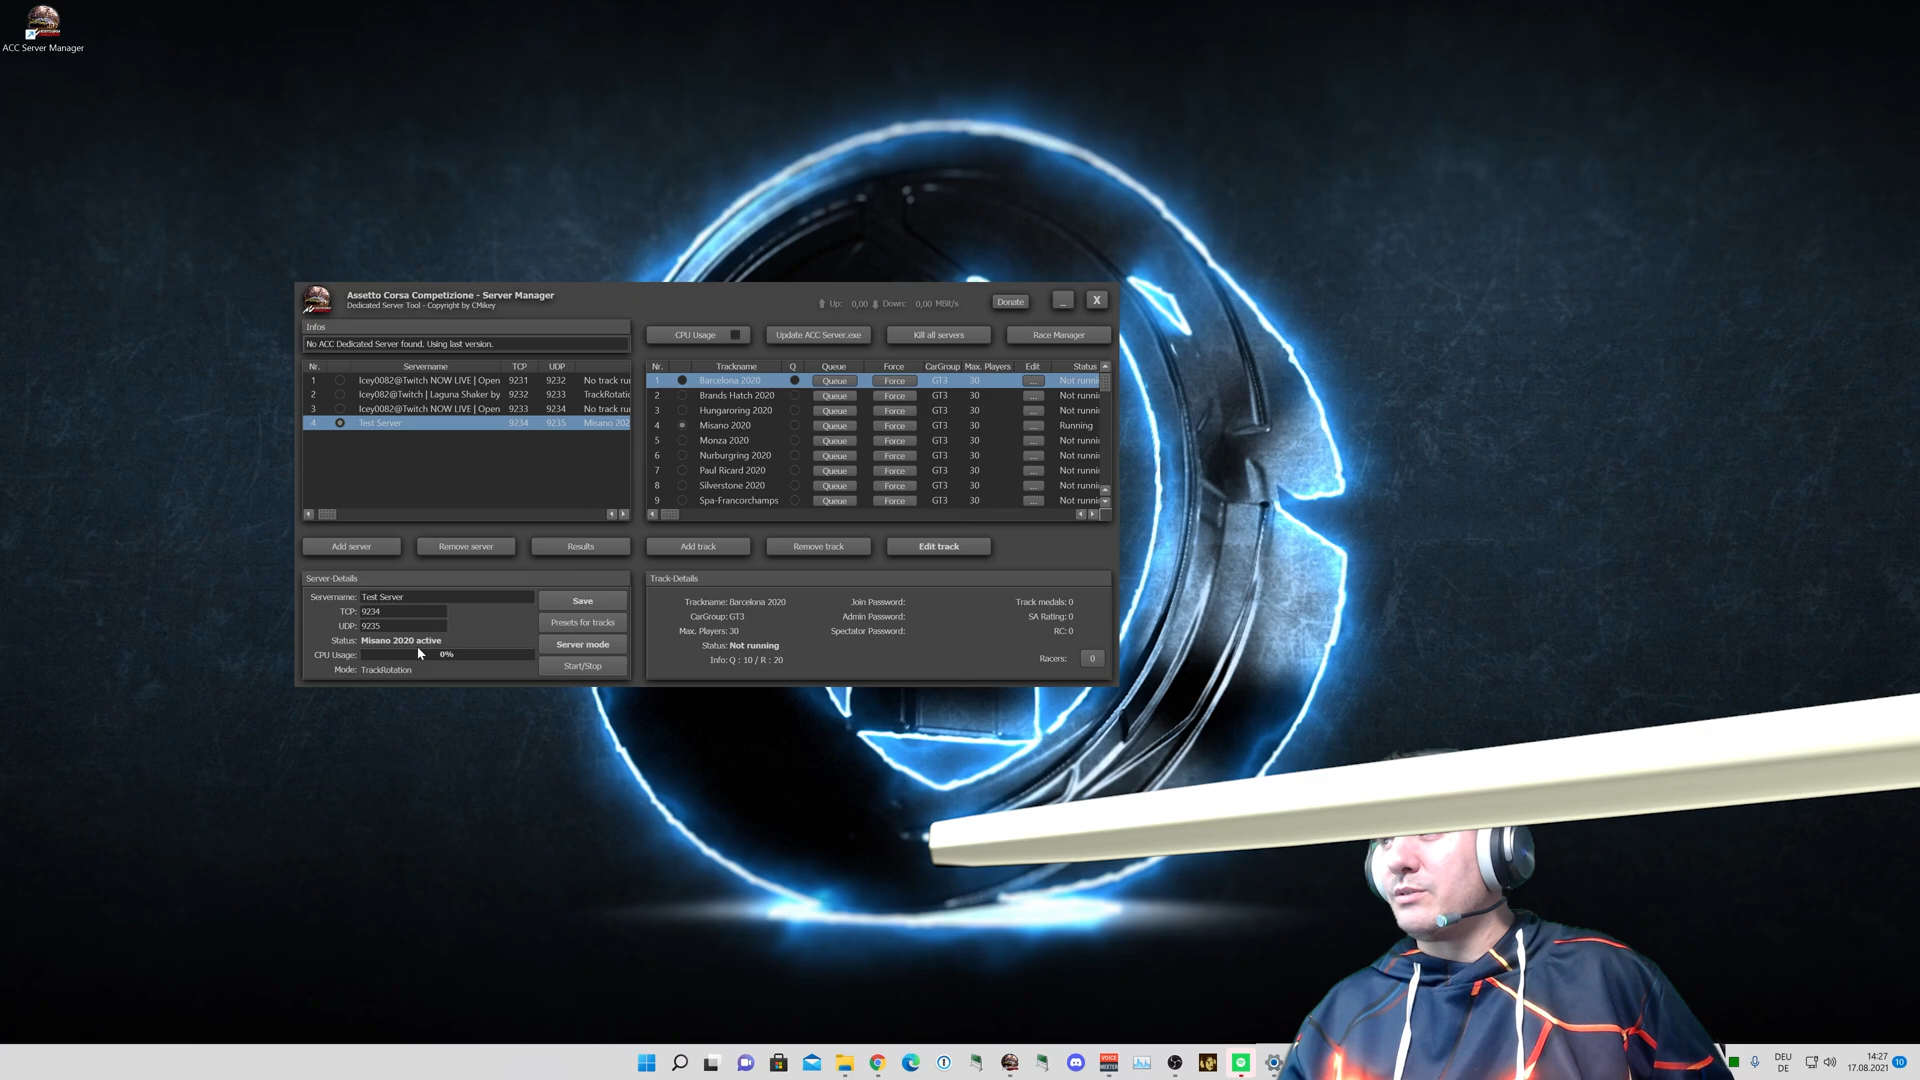 ACC Server Manager
Assetto Corsa Competizione - Server Manager
Dedicated Server Tool - Copyright by CMikey
Up: 0,00 Down: 0,00 MBit/s
Donate
_
X
Infos
No ACC Dedicated Server found. Using last version.
CPU Usage
Update ACC Server.exe
Kill all servers
Race Manager
Nr. Servername TCP UDP
1 Icey0082@Twitch NOW LIVE | Open 9231 9232 No track ru
2 Icey082@Twitch | Laguna Shaker by 9232 9233 TrackRotati
3 Icey0082@Twitch NOW LIVE | Open 9233 9234 No track ru
4 Test Server 9234 9235 Misano 202
Nr. Trackname Q Queue Force CarGroup Max. Players Edit Status
1 Barcelona 2020 Queue Force GT3 30 ... Not runni
2 Brands Hatch 2020 Queue Force GT3 30 ... Not runni
3 Hungaroring 2020 Queue Force GT3 30 ... Not runni
4 Misano 2020 Queue Force GT3 30 ... Running
5 Monza 2020 Queue Force GT3 30 ... Not runni
6 Nurburgring 2020 Queue Force GT3 30 ... Not runni
7 Paul Ricard 2020 Queue Force GT3 30 ... Not runni
8 Silverstone 2020 Queue Force GT3 30 ... Not runni
9 Spa-Francorchamps Queue Force GT3 30 ... Not runni
Add server
Remove server
Results
Add track
Remove track
Edit track
Server-Details
Servername: Test Server
TCP: 9234
UDP: 9235
Status: Misano 2020 active
CPU Usage: 0%
Mode: TrackRotation
Save
Presets for tracks
Server mode
Start/Stop
Track-Details
Trackname: Barcelona 2020
CarGroup: GT3
Max. Players: 30
Status: Not running
Info: Q : 10 / R : 20
Join Password:
Admin Password:
Spectator Password:
Track medals: 0
SA Rating: 0
RC: 0
Racers: 0
VOICE
MEETER
DEU
DE
14:27
17.08.2021
10